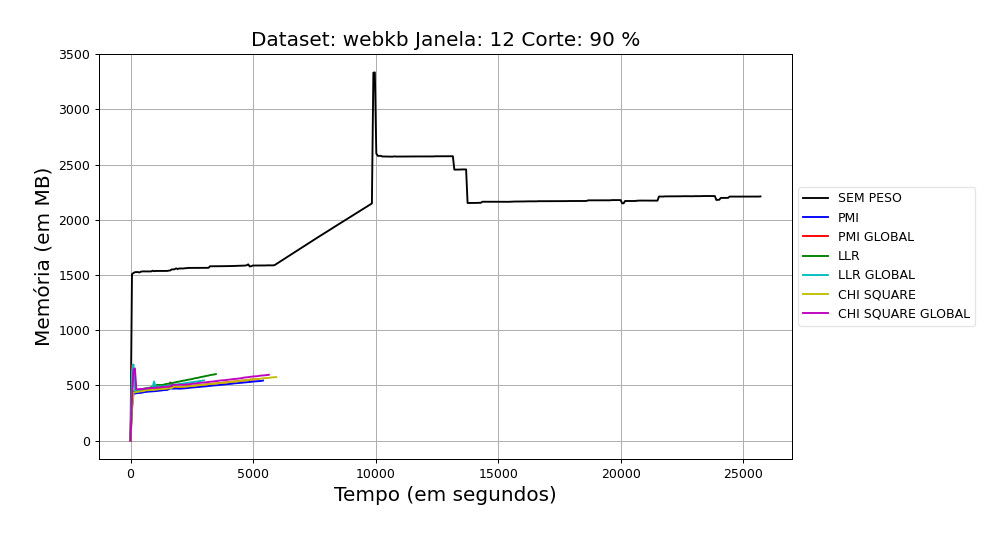 Dataset: webkb Janela: 12 Corte: 90 %
3500
3000
2500
2000
1500
1000
500
0
Memória (em MB)
0 5000 10000 15000 20000 25000
Tempo (em segundos)
SEM PESO
PMI
PMI GLOBAL
LLR
LLR GLOBAL
CHI SQUARE
CHI SQUARE GLOBAL